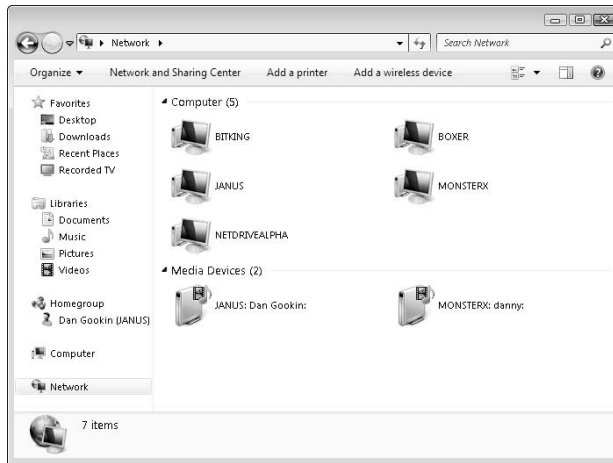 Network
Search Network
Organize Network and Sharing Center Add a printer Add a wireless device
Favorites
Desktop
Downloads
Recent Places
Recorded TV
Libraries
Documents
Music
Pictures
Videos
Homegroup
Dan Gookin (JANUS)
Computer
Network
Computer (5)
BITKING
BOXER
JANUS
MONSTERX
NETDRIVEALPHA
Media Devices (2)
JANUS: Dan Gookin:
MONSTERX: danny:
7 items